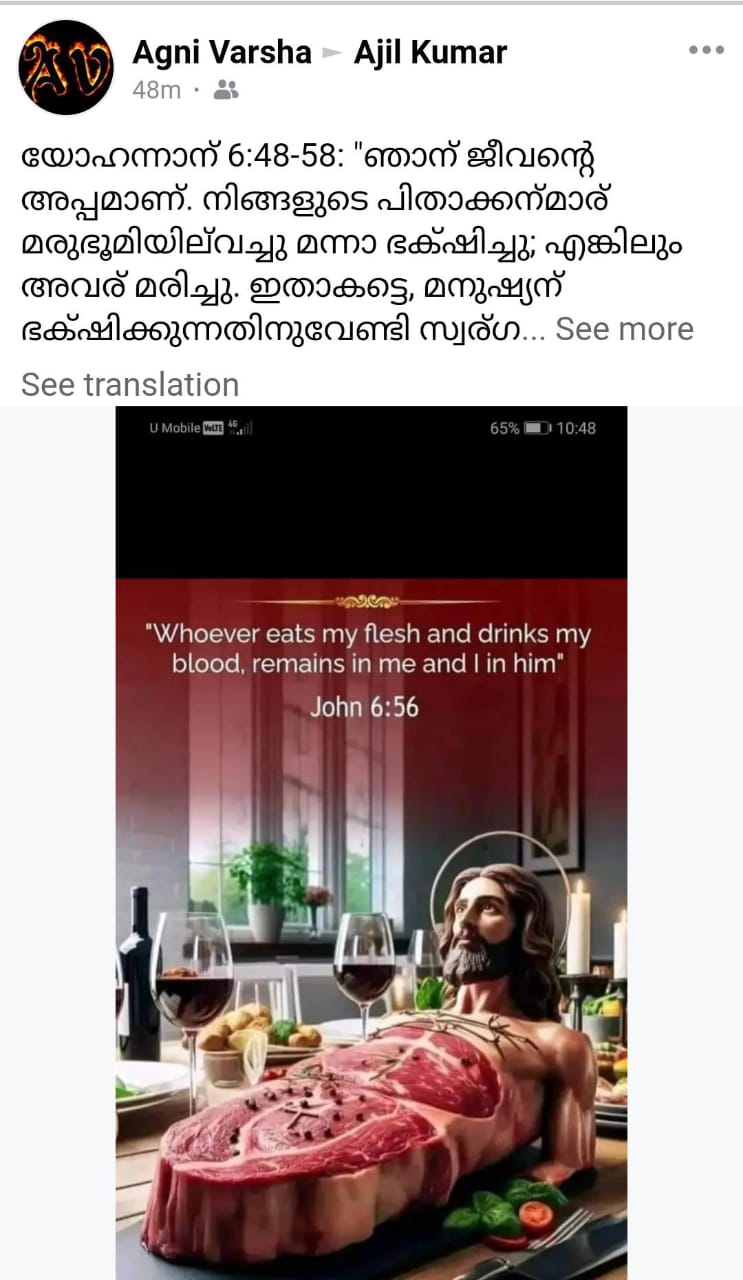 Agni Varsha ► Ajil Kumar
48m ·
യോഹന്നാന് 6:48-58: "ഞാന് ജീവന്റെ
അപ്പമാണ്. നിങ്ങളുടെ പിതാക്കന്മാര്
മരുഭൂമിയില്വച്ചു മന്നാ ഭക്ഷിച്ചു; എങ്കിലും
അവര് മരിച്ചു. ഇതാകട്ടെ, മനുഷ്യന്
ഭക്ഷിക്കുന്നതിനുവേണ്ടി സ്വര്ഗ... See more
See translation
U Mobile VoLTE 4G 65% 10:48
"Whoever eats my flesh and drinks my
blood, remains in me and I in him"
John 6:56